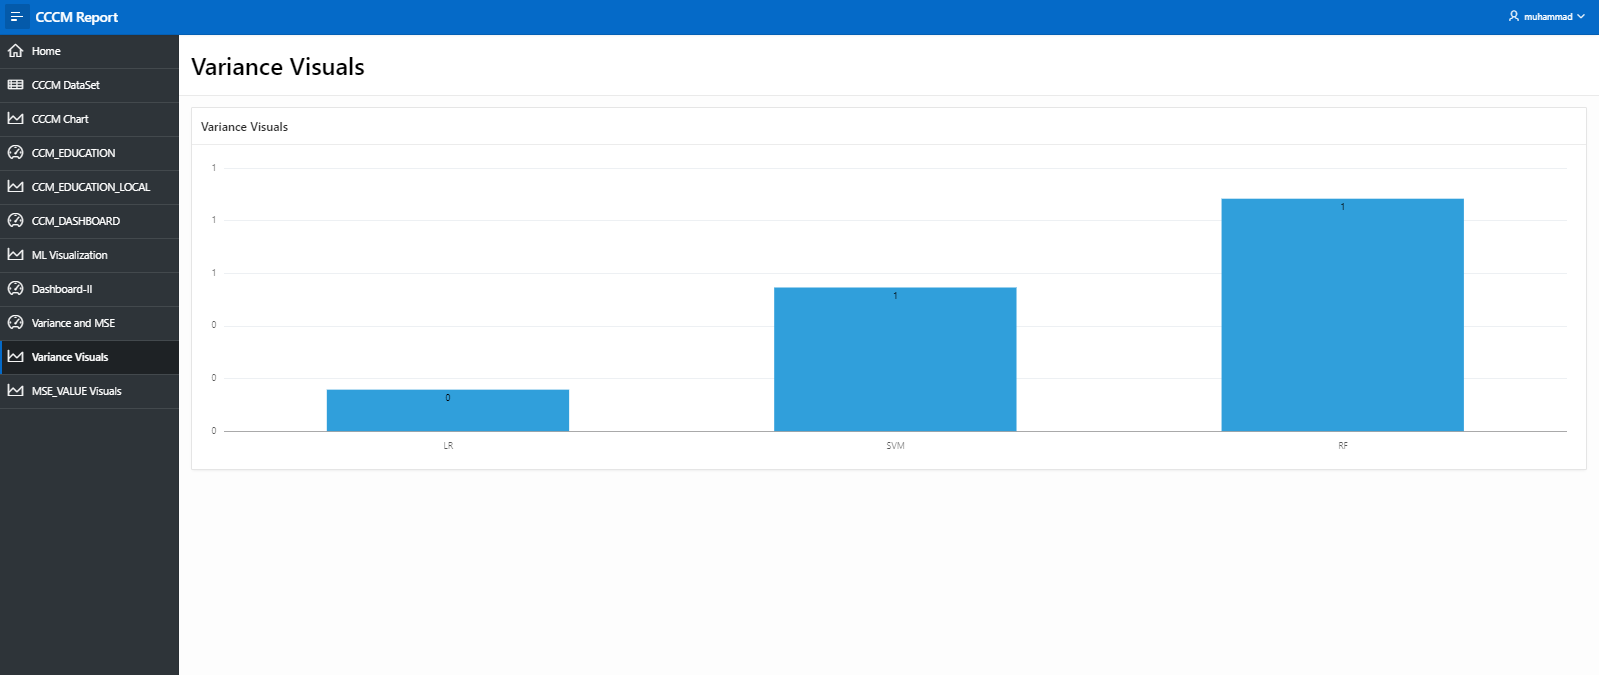 CCCM Report
muhammad
Home
CCCM DataSet
CCCM Chart
CCM_EDUCATION
CCM_EDUCATION_LOCAL
CCM_DASHBOARD
ML Visualization
Dashboard-II
Variance and MSE
Variance Visuals
MSE_VALUE Visuals
Variance Visuals
Variance Visuals
1
1
1
0
0
0
0
1
1
LR
SVM
RF